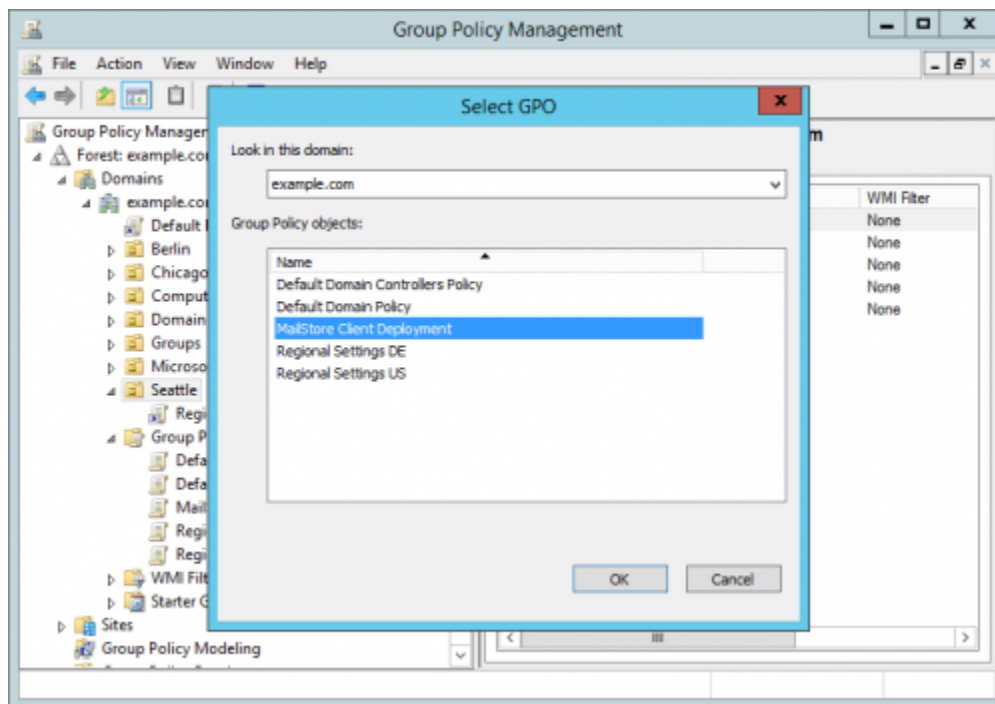 Group Policy Management
File Action View Window Help
Select GPO
Look in this domain:
example.com
Group Policy objects:
Name
Default Domain Controllers Policy
Default Domain Policy
MailStore Client Deployment
Regional Settings DE
Regional Settings US
OK Cancel
Group Policy Manager
Forest: example.co
Domains
example.co
Default
Berlin
Chicago
Comput
Domain
Groups
Microso
Seattle
Regi
Group P
Defa
Defa
Mail
Regi
Regi
WMI Filt
Starter G
Sites
Group Policy Modeling
m
WMI Filter
None
None
None
None
None